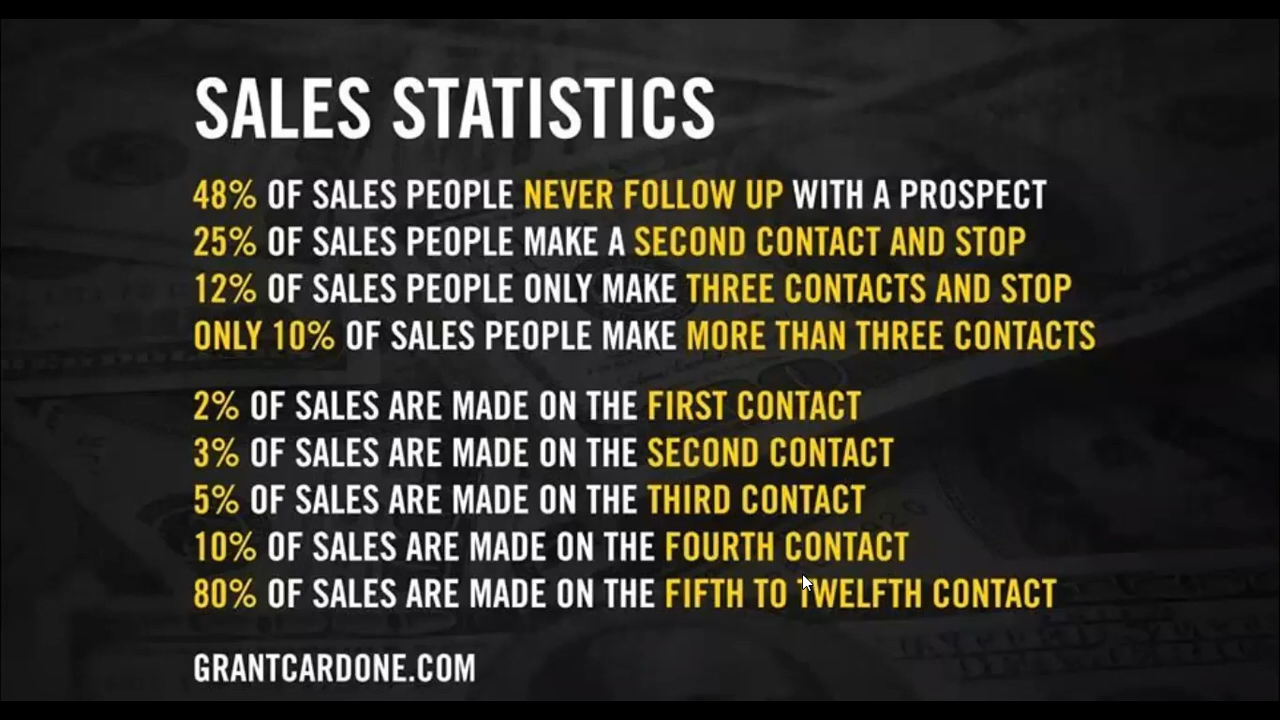 SALES STATISTICS
48% OF SALES PEOPLE NEVER FOLLOW UP WITH A PROSPECT
25% OF SALES PEOPLE MAKE A SECOND CONTACT AND STOP
12% OF SALES PEOPLE ONLY MAKE THREE CONTACTS AND STOP
ONLY 10% OF SALES PEOPLE MAKE MORE THAN THREE CONTACTS
2% OF SALES ARE MADE ON THE FIRST CONTACT
3% OF SALES ARE MADE ON THE SECOND CONTACT
5% OF SALES ARE MADE ON THE THIRD CONTACT
10% OF SALES ARE MADE ON THE FOURTH CONTACT
80% OF SALES ARE MADE ON THE FIFTH TO TWELFTH CONTACT
GRANTCARDONE.COM